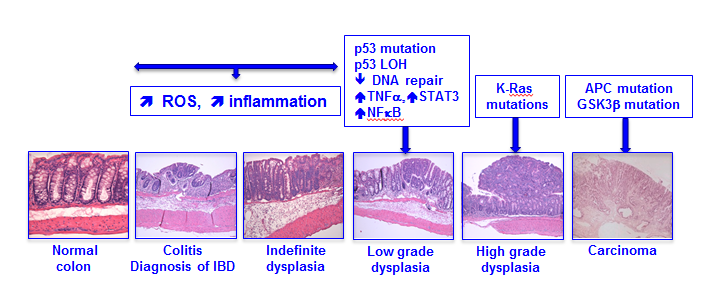 p53 mutation
p53 LOH
🡇 DNA repair
🡅TNFα, 🡅STAT3
🡅NFκB
K-Ras
mutations
APC mutation
GSK3β mutation
↗ ROS, ↗ inflammation
Normal
colon
Colitis
Diagnosis of IBD
Indefinite
dysplasia
Low grade
dysplasia
High grade
dysplasia
Carcinoma